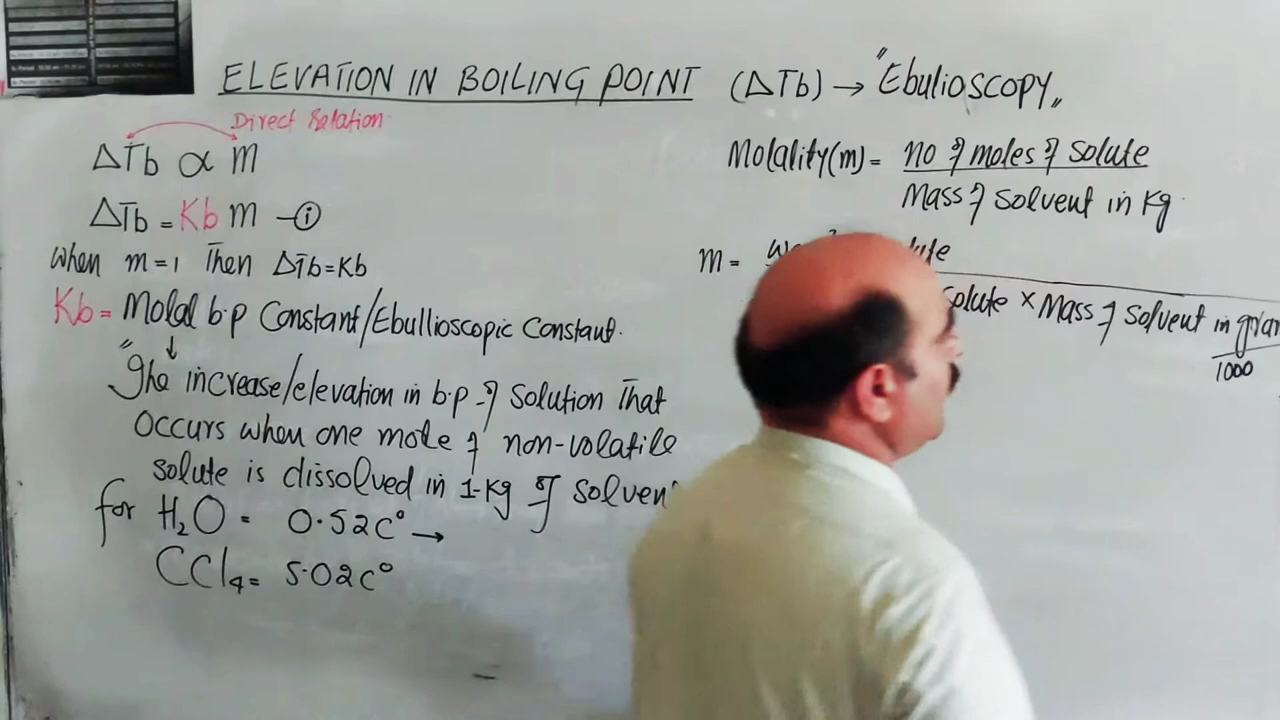 ELEVATION IN BOILING POINT (ΔTb) → "Ebulioscopy„
Direct Relation
ΔTb ∝ m
ΔTb = Kb m —(i)
when m=1 Then ΔTb=Kb
Kb = Molal b.p Constant/Ebullioscopic Constant.
↓
"The increase/elevation in b.p of Solution That
occurs when one mole of non-volatile
solute is dissolved in 1-Kg of solven
for H₂O = 0.52C° →
CCl₄= 5.02C°
Molality(m) = no of moles of Solute
Mass of Solvent in Kg.
m =
solute × Mass of Solvent in gram
1000